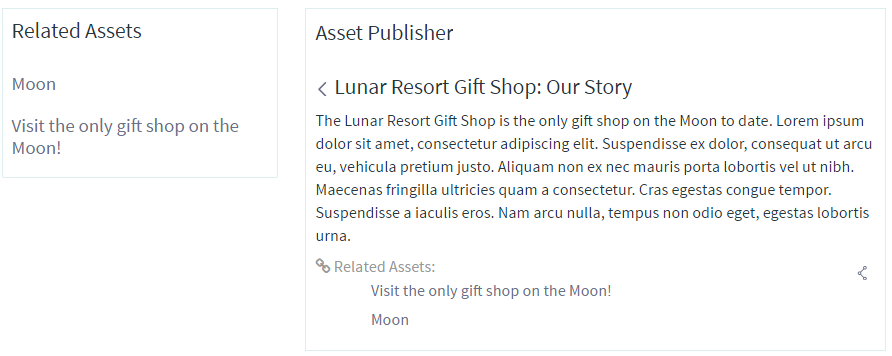 Related Assets
Moon
Visit the only gift shop on the
Moon!
Asset Publisher
Lunar Resort Gift Shop: Our Story
The Lunar Resort Gift Shop is the only gift shop on the Moon to date. Lorem ipsum
dolor sit amet, consectetur adipiscing elit. Suspendisse ex dolor, consequat ut arcu
eu, vehicula pretium justo. Aliquam non ex nec mauris porta lobortis vel ut nibh.
Maecenas fringilla ultricies quam a consectetur. Cras egestas congue tempor.
Suspendisse a iaculis eros. Nam arcu nulla, tempus non odio eget, egestas lobortis
urna.
Related Assets:
Visit the only gift shop on the Moon!
Moon